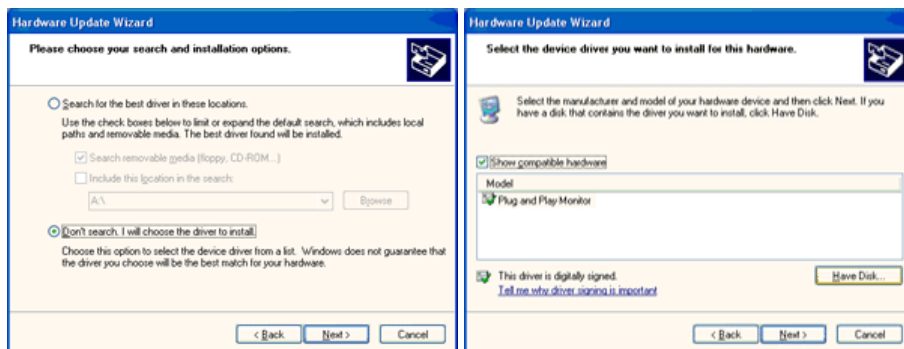 Hardware Update Wizard
Please choose your search and installation options.
Search for the best driver in these locations.
Use the check boxes below to limit or expand the default search, which includes local
paths and removable media. The best driver found will be installed.
Search removable media (floppy, CD-ROM...)
Include this location in the search:
A:\
Browse
Don't search. I will choose the driver to install.
Choose this option to select the device driver from a list. Windows does not guarantee that
the driver you choose will be the best match for your hardware.
< Back
Next >
Cancel
Hardware Update Wizard
Select the device driver you want to install for this hardware.
Select the manufacturer and model of your hardware device and then click Next. If you
have a disk that contains the driver you want to install, click Have Disk.
Show compatible hardware
Model
Plug and Play Monitor
This driver is digitally signed.
Tell me why driver signing is important
Have Disk...
< Back
Next >
Cancel